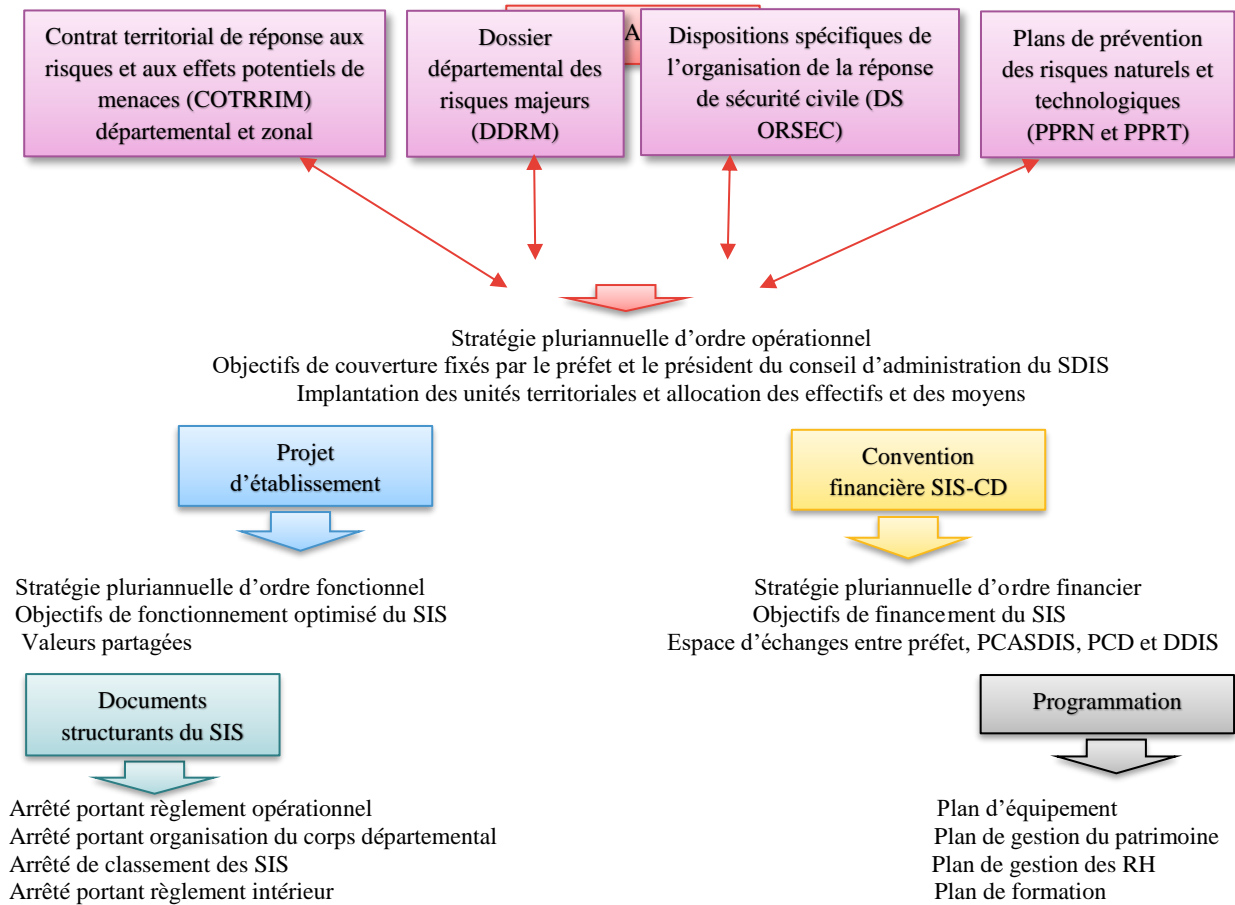 Contrat territorial de réponse aux
risques et aux effets potentiels de
menaces (COTRRIM)
départemental et zonal
Dossier
départemental des
risques majeurs
(DDRM)
Dispositions spécifiques de
l’organisation de la réponse
de sécurité civile (DS
ORSEC)
Plans de prévention
des risques naturels et
technologiques
(PPRN et PPRT)
Stratégie pluriannuelle d’ordre opérationnel
Objectifs de couverture fixés par le préfet et le président du conseil d’administration du SDIS
Implantation des unités territoriales et allocation des effectifs et des moyens
Projet
d’établissement
Convention
financière SIS-CD
Stratégie pluriannuelle d’ordre fonctionnel
Objectifs de fonctionnement optimisé du SIS
Valeurs partagées
Stratégie pluriannuelle d’ordre financier
Objectifs de financement du SIS
Espace d’échanges entre préfet, PCASDIS, PCD et DDIS
Documents
structurants du SIS
Programmation
Arrêté portant règlement opérationnel
Arrêté portant organisation du corps départemental
Arrêté de classement des SIS
Arrêté portant règlement intérieur
Plan d’équipement
Plan de gestion du patrimoine
Plan de gestion des RH
Plan de formation